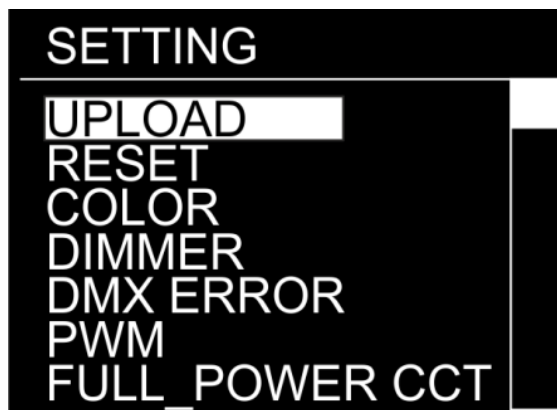 SETTING
UPLOAD
RESET
COLOR
DIMMER
DMX ERROR
PWM
FULL_POWER CCT